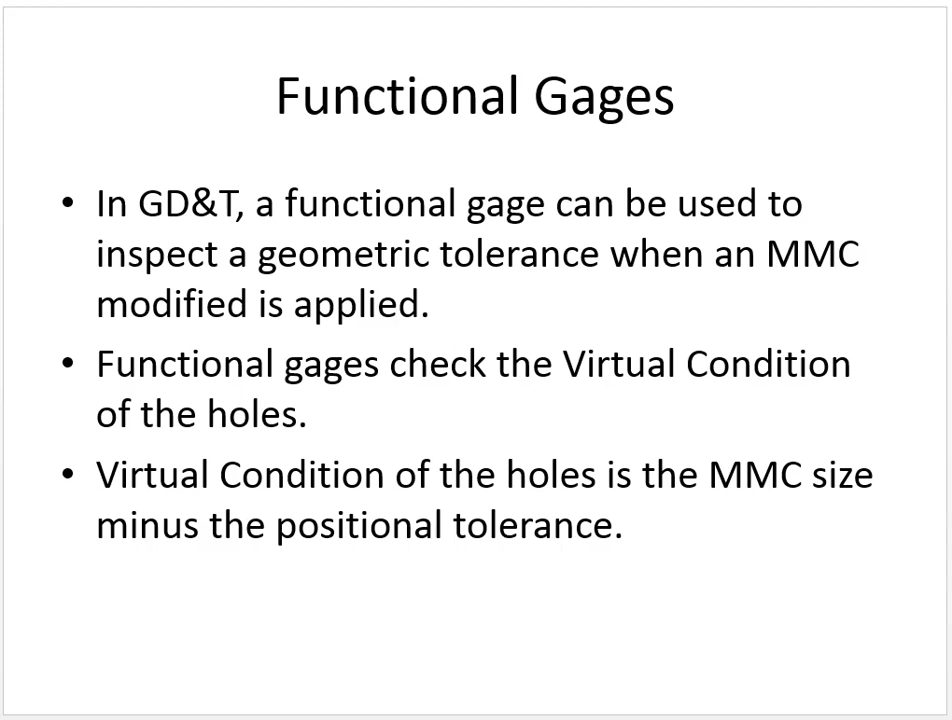 Functional Gages
• In GD&T, a functional gage can be used to
inspect a geometric tolerance when an MMC
modified is applied.
• Functional gages check the Virtual Condition
of the holes.
• Virtual Condition of the holes is the MMC size
minus the positional tolerance.